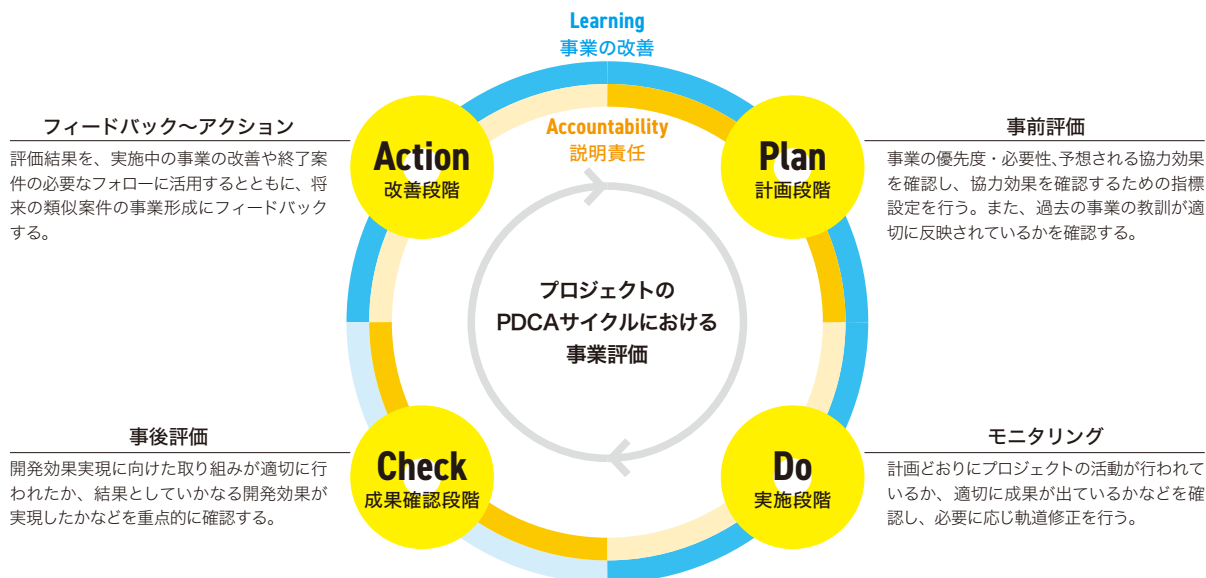 Learning
事業の改善
Accountability
説明責任
フィードバック〜アクション
評価結果を、実施中の事業の改善や終了案
件の必要なフォローに活用するとともに、将
来の類似案件の事業形成にフィードバック
する。
Action
改善段階
Plan
計画段階
事前評価
事業の優先度・必要性、予想される協力効果
を確認し、協力効果を確認するための指標
設定を行う。また、過去の事業の教訓が適
切に反映されているかを確認する。
プロジェクトの
PDCAサイクルにおける
事業評価
事後評価
開発効果実現に向けた取り組みが適切に行
われたか、結果としていかなる開発効果が
実現したかなどを重点的に確認する。
Check
成果確認段階
Do
実施段階
モニタリング
計画どおりにプロジェクトの活動が行われて
いるか、適切に成果が出ているかなどを確
認し、必要に応じ軌道修正を行う。